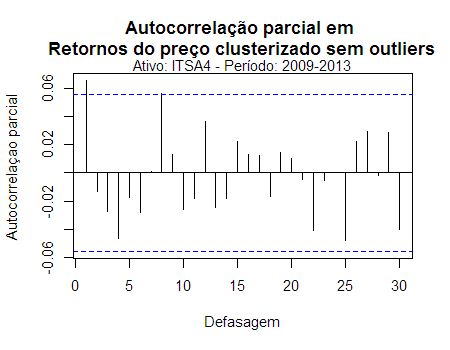 Autocorrelação parcial em
Retornos do preço clusterizado sem outliers
Ativo: ITSA4 - Período: 2009-2013
Autocorrelaçao parcial
0.06
0.02
-0.02
-0.06
0 5 10 15 20 25 30
Defasagem